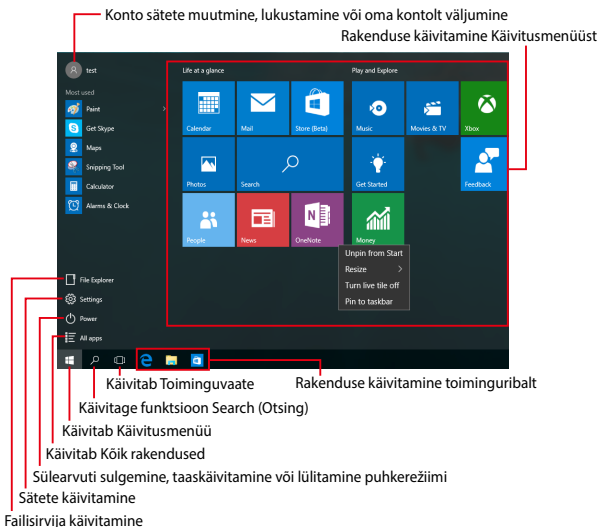 Konto sätete muutmine, lukustamine või oma kontolt väljumine
Rakenduse käivitamine Käivitusmenüüst
test
Life at a glance
Play and Explore
Most used
Paint
Get Skype
Maps
Snipping Tool
Calculator
Alarms & Clock
Calendar
Mail
Store (Beta)
Music
Movies & TV
Xbox
Photos
Search
Get Started
Feedback
People
News
OneNote
Money
Unpin from Start
Resize
Turn live tile off
Pin to taskbar
File Explorer
Settings
Power
All apps
Käivitab Toiminguvaate
Rakenduse käivitamine toiminguribalt
Käivitage funktsioon Search (Otsing)
Käivitab Käivitusmenüü
Käivitab Kõik rakendused
Sülearvuti sulgemine, taaskäivitamine või lülitamine puhkerežiimi
Sätete käivitamine
Failisirvija käivitamine